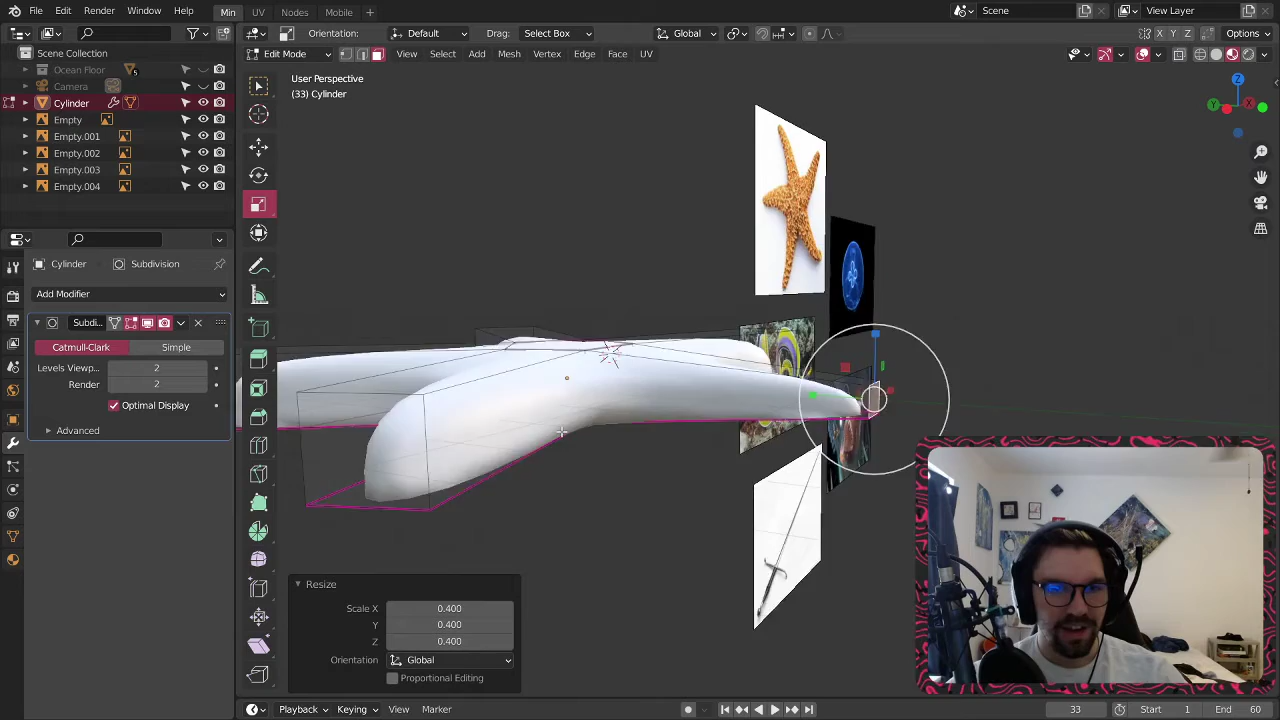 File Edit Render Window Help Min UV Nodes Mobile + Scene View Layer
Orientation: Default Drag: Select Box Global X Y Z Options
Edit Mode View Select Add Mesh Vertex Edge Face UV
Scene Collection
Ocean Floor 5
Camera
Cylinder
Empty
Empty.001
Empty.002
Empty.003
Empty.004
User Perspective
(33) Cylinder
Z
Y X
Cylinder Subdivision
Add Modifier
Subdi...
Catmull-Clark Simple
Levels Viewp... 2
Render 2
Optimal Display
Advanced
Resize
Scale X 0.400
Y 0.400
Z 0.400
Orientation Global
Proportional Editing
Playback Keying View Marker 33 Start 1 End 60